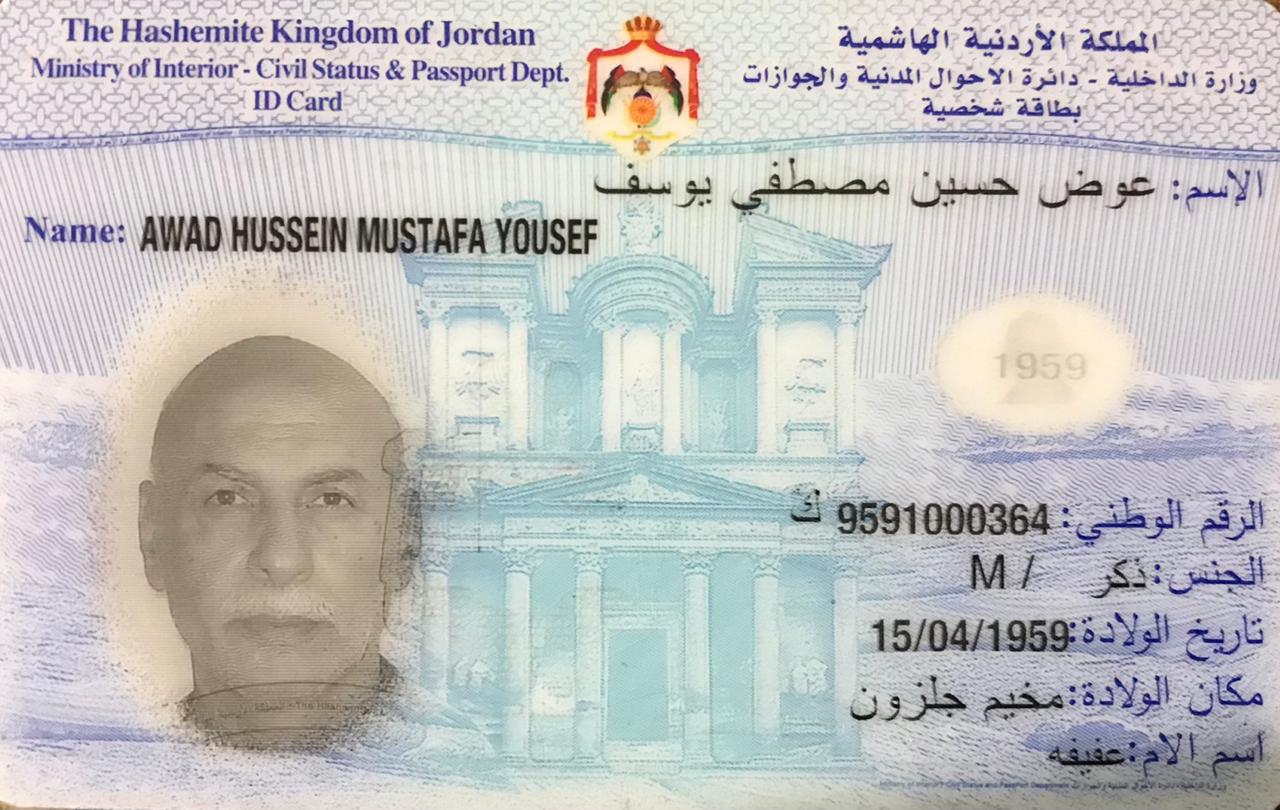 The Hashemite Kingdom of Jordan
المملكة الأردنية الهاشمية
Ministry of Interior - Civil Status & Passport Dept.
وزارة الداخلية - دائرة الاحوال المدنية والجوازات
ID Card
بطاقة شخصية
الإسم: عوض حسين مصطفي يوسف
Name: AWAD HUSSEIN MUSTAFA YOUSEF
1959
الرقم الوطني: 9591000364 ك
الجنس: ذكر / M
تاريخ الولادة: 15/04/1959
مكان الولادة: مخيم جلزون
أسم الام: عفيفه